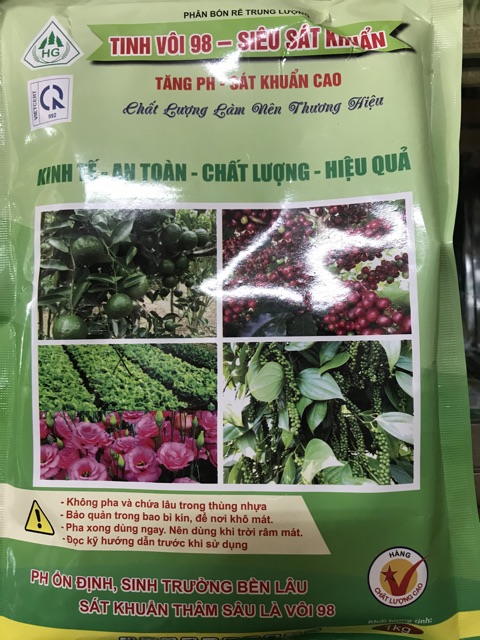 PHÂN BÓN RỄ TRUNG LƯỢNG
HG
TINH VÔI 98 – SIÊU SÁT KHUẨN
TĂNG PH - SÁT KHUẨN CAO
Chất Lượng Làm Nên Thương Hiệu
VIETCERT
992
KINH TẾ - AN TOÀN - CHẤT LƯỢNG - HIỆU QUẢ
- Không pha và chứa lâu trong thùng nhựa
- Bảo quản trong bao bì kín, để nơi khô mát.
- Pha xong dùng ngay. Nên dùng khi trời râm mát.
-Đọc kỹ hướng dẫn trước khi sử dụng
HÀNG
CHẤT LƯỢNG CAO
PH ỔN ĐỊNH, SINH TRƯỞNG BỀN LÂU
SÁT KHUẨN THÂM SÂU LÀ VÔI 98
Khối lượng tịnh:
1KG